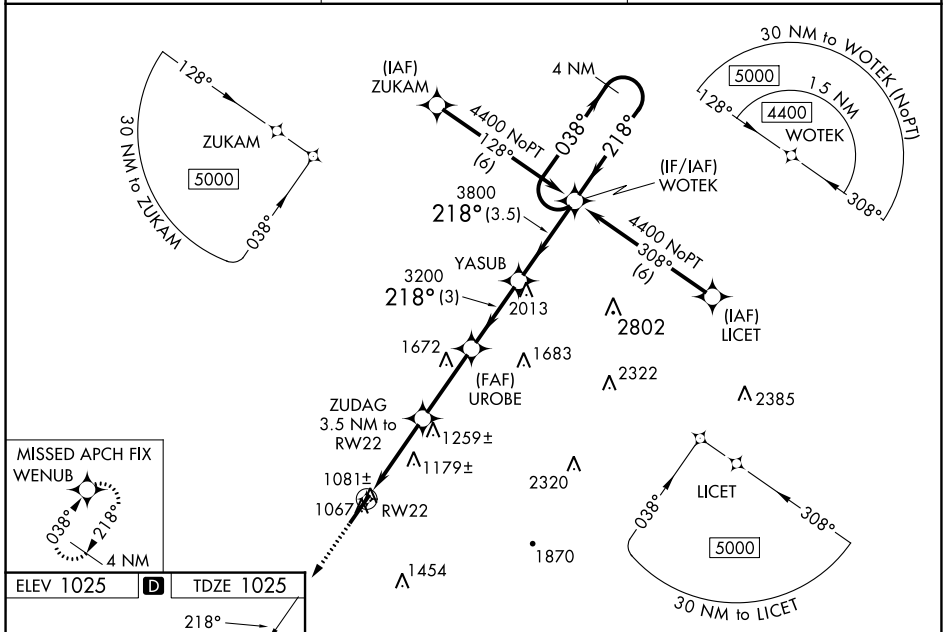 128°
ZUKAM
5000
30 NM to ZUKAM
038°
(IAF)
ZUKAM
4400 NoPT
128°
(6)
4 NM
038°
218°
(IF/IAF)
WOTEK
30 NM to WOTEK (NoPT)
5000
15 NM
4400
128°
WOTEK
308°
3800
218° (3.5)
4400 NoPT
308°
(6)
(IAF)
LICET
YASUB
3200
218° (3)
2013
2802
1672
1683
(FAF)
UROBE
2322
2385
ZUDAG
3.5 NM to
RW22
1259±
1179±
1081±
1067
RW22
2320
1870
1454
LICET
038°
308°
5000
30 NM to LICET
MISSED APCH FIX
WENUB
038°
218°
4 NM
ELEV 1025 D TDZE 1025
218°